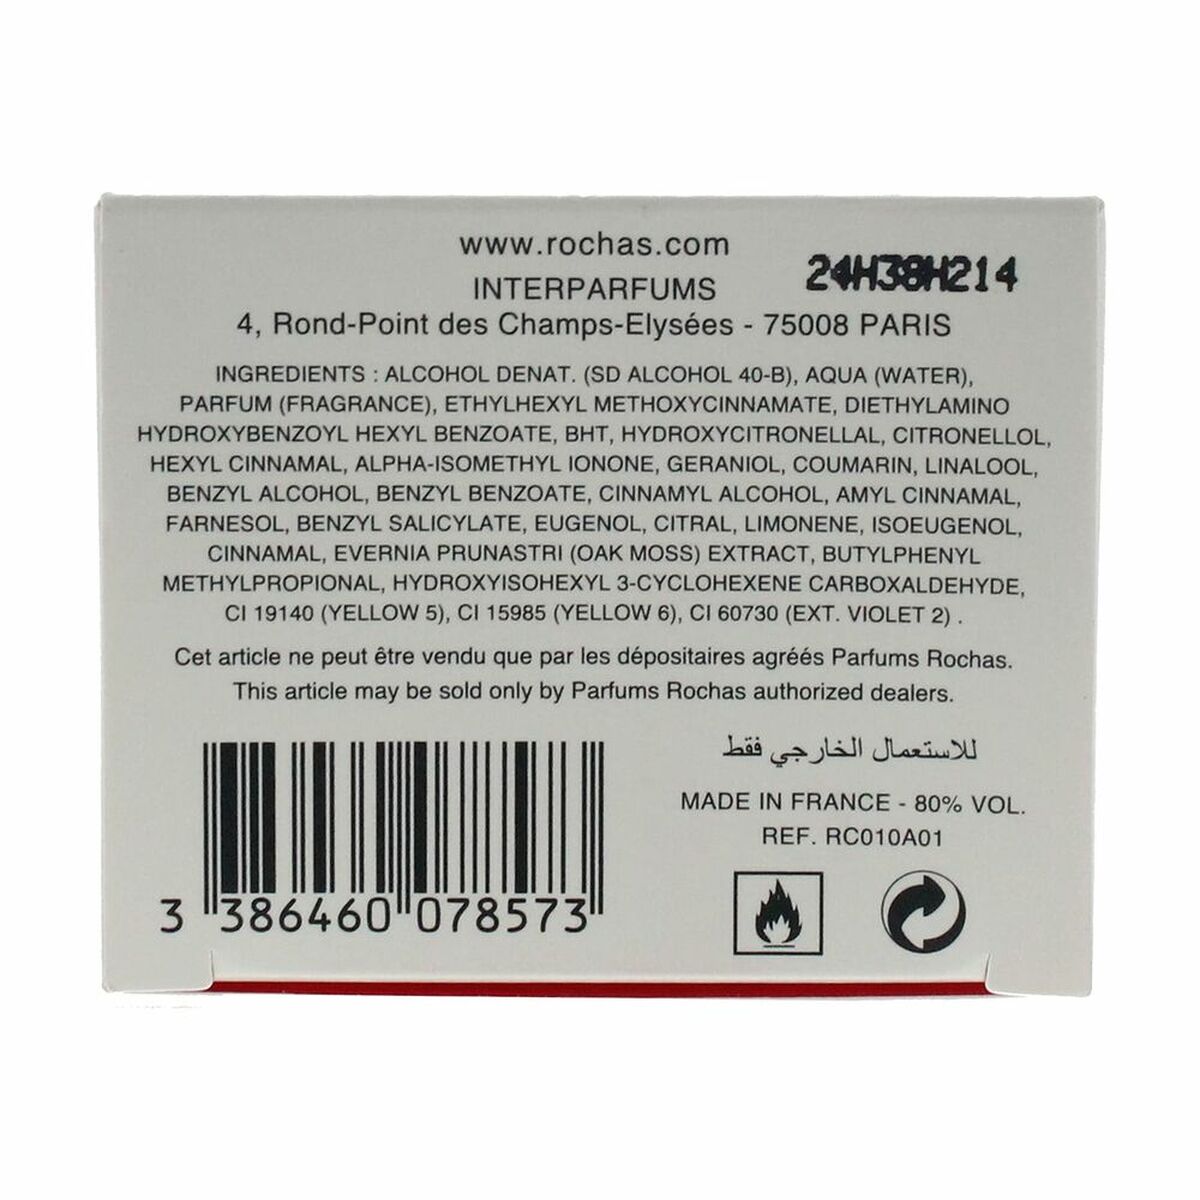 www.rochas.com
24H38H214
INTERPARFUMS
4, Rond-Point des Champs-Elysées - 75008 PARIS
INGREDIENTS : ALCOHOL DENAT. (SD ALCOHOL 40-B), AQUA (WATER),
PARFUM (FRAGRANCE), ETHYLHEXYL METHOXYCINNAMATE, DIETHYLAMINO
HYDROXYBENZOYL HEXYL BENZOATE, BHT, HYDROXYCITRONELLAL, CITRONELLOL,
HEXYL CINNAMAL, ALPHA-ISOMETHYL IONONE, GERANIOL, COUMARIN, LINALOOL,
BENZYL ALCOHOL, BENZYL BENZOATE, CINNAMYL ALCOHOL, AMYL CINNAMAL,
FARNESOL, BENZYL SALICYLATE, EUGENOL, CITRAL, LIMONENE, ISOEUGENOL,
CINNAMAL, EVERNIA PRUNASTRI (OAK MOSS) EXTRACT, BUTYLPHENYL
METHYLPROPIONAL, HYDROXYISOHEXYL 3-CYCLOHEXENE CARBOXALDEHYDE,
CI 19140 (YELLOW 5), CI 15985 (YELLOW 6), CI 60730 (EXT. VIOLET 2) .
Cet article ne peut être vendu que par les dépositaires agréés Parfums Rochas.
This article may be sold only by Parfums Rochas authorized dealers.
للاستعمال الخارجي فقط
MADE IN FRANCE - 80% VOL.
REF. RC010A01
3 386460 078573